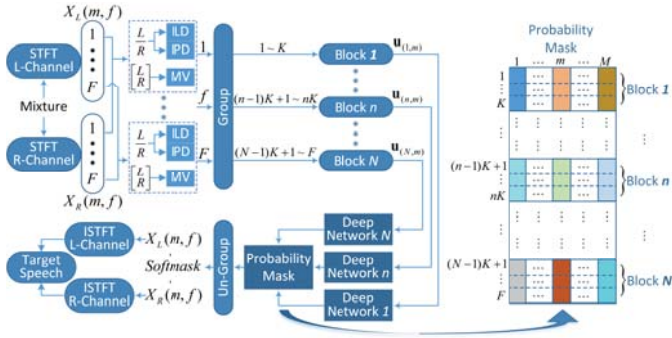 X_L(m, f)
STFT
L-Channel
1
F
Mixture
STFT
R-Channel
1
F
X_R(m, f)
L
R
ILD
IPD
[L
R]
MV
L
R
ILD
IPD
[L
R]
MV
1
f
F
Group
1 ~ K
(n−1)K+1 ~ nK
(N−1)K+1 ~ F
Block 1
Block n
Block N
u(1,m)
u(n,m)
u(N,m)
Deep
Network N
Deep
Network n
Deep
Network 1
Probability
Mask
Un-Group
X_L(m, f)
Softmask
X_R(m, f)
ISTFT
L-Channel
ISTFT
R-Channel
Target
Speech
Probability
Mask
1 ... m ... M
1
K
Block 1
(n−1)K+1
nK
Block n
(N−1)K+1
F
Block N